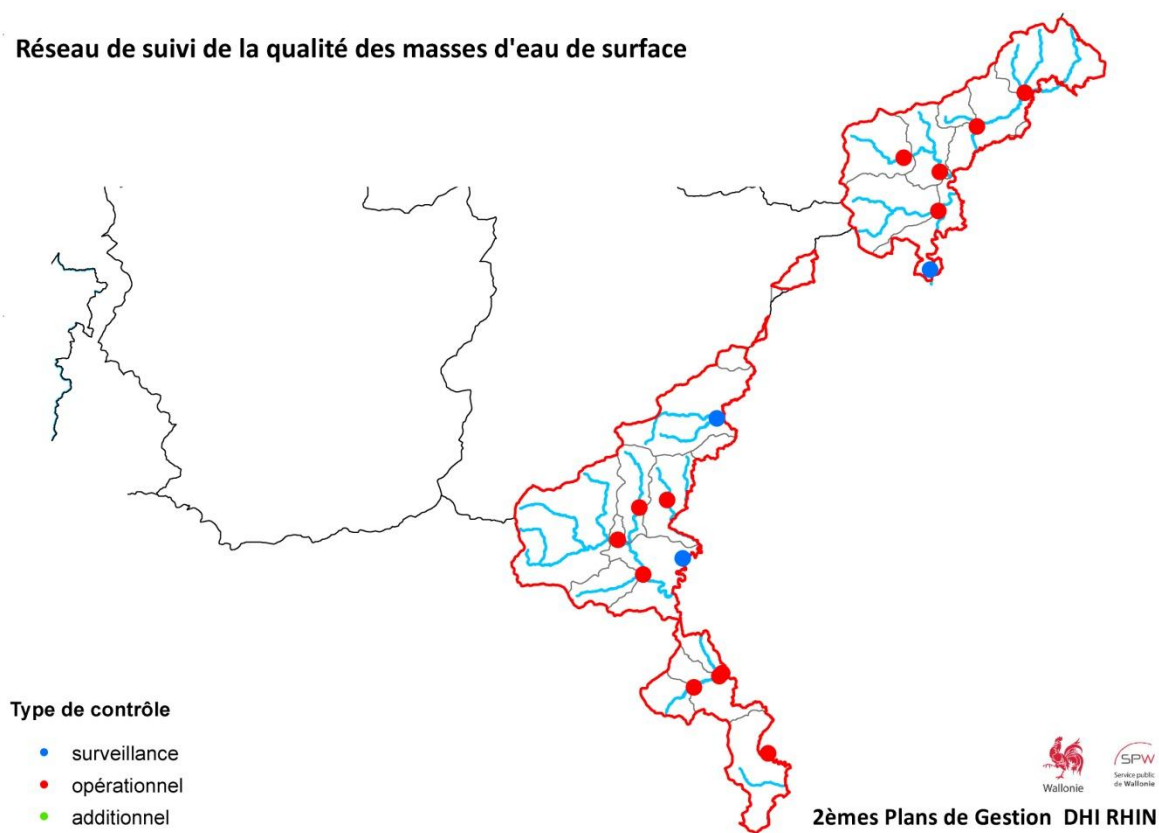 Réseau de suivi de la qualité des masses d'eau de surface
Type de contrôle
surveillance
opérationnel
additionnel
Wallonie
SPW
Service public
de Wallonie
2èmes Plans de Gestion DHI RHIN